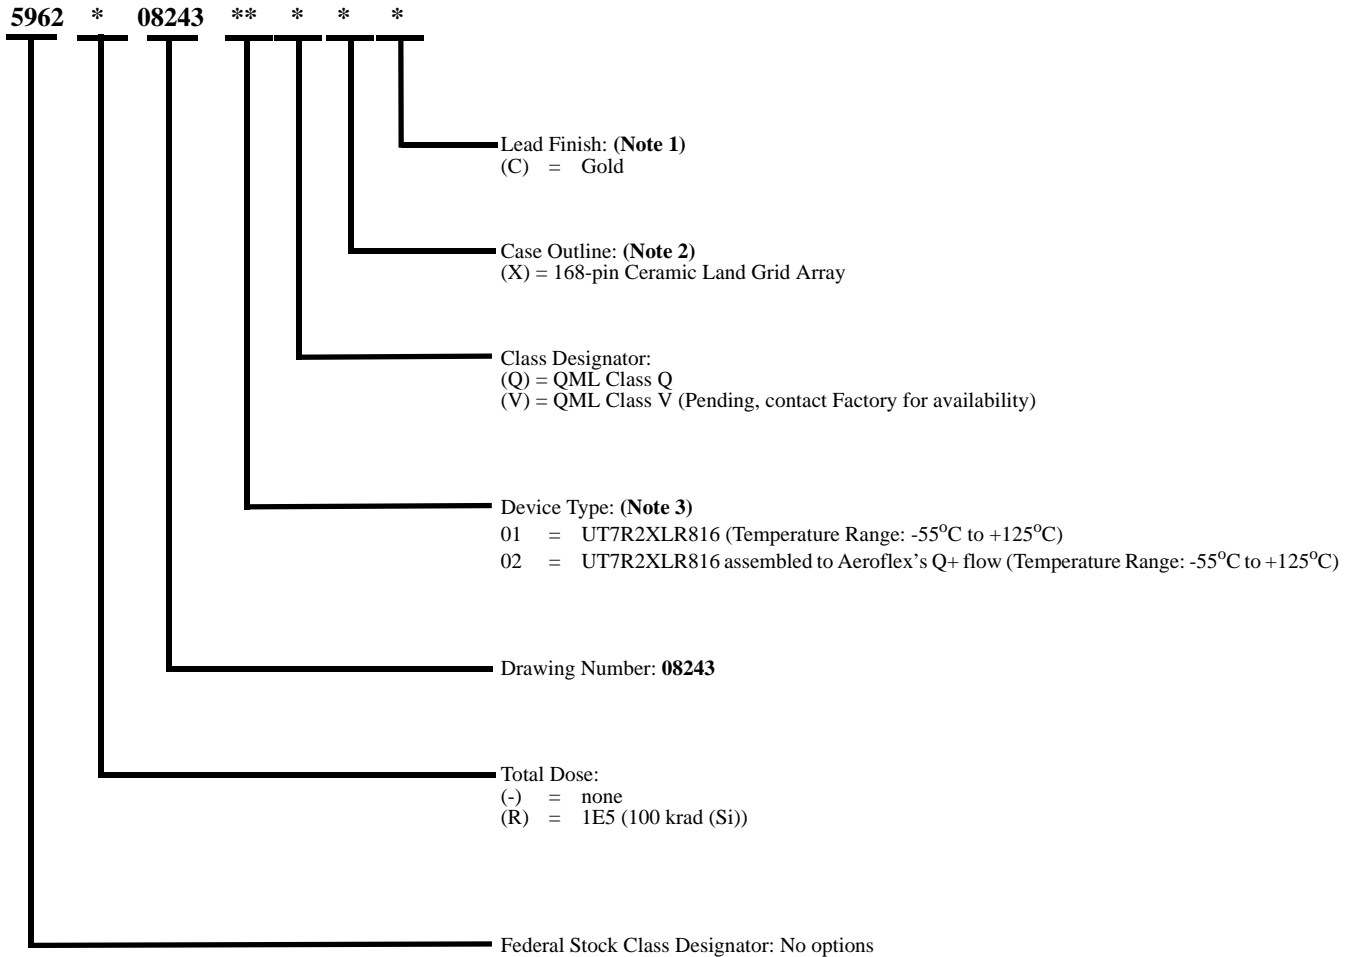 5962 * 08243 ** * * *
Lead Finish: (Note 1)
(C) = Gold
Case Outline: (Note 2)
(X) = 168-pin Ceramic Land Grid Array
Class Designator:
(Q) = QML Class Q
(V) = QML Class V (Pending, contact Factory for availability)
Device Type: (Note 3)
01 = UT7R2XLR816 (Temperature Range: -55°C to +125°C)
02 = UT7R2XLR816 assembled to Aeroflex's Q+ flow (Temperature Range: -55°C to +125°C)
Drawing Number: 08243
Total Dose:
(-) = none
(R) = 1E5 (100 krad (Si))
Federal Stock Class Designator: No options